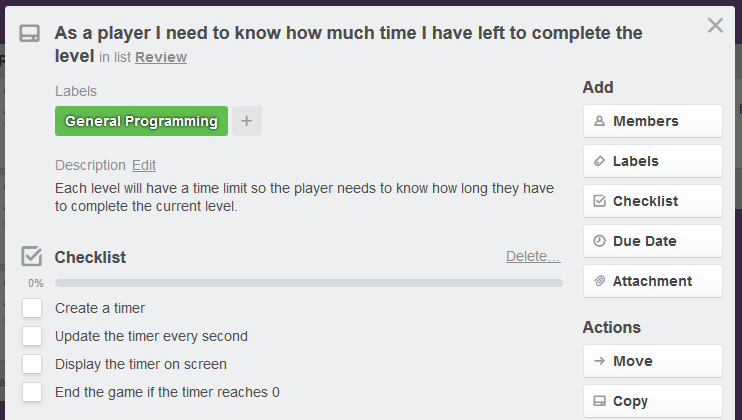 As a player I need to know how much time I have left to complete the
level in list Review
Labels
General Programming +
Description Edit
Each level will have a time limit so the player needs to know how long they have
to complete the current level.
Checklist Delete...
0%
Create a timer
Update the timer every second
Display the timer on screen
End the game if the timer reaches 0
Add
Members
Labels
Checklist
Due Date
Attachment
Actions
Move
Copy